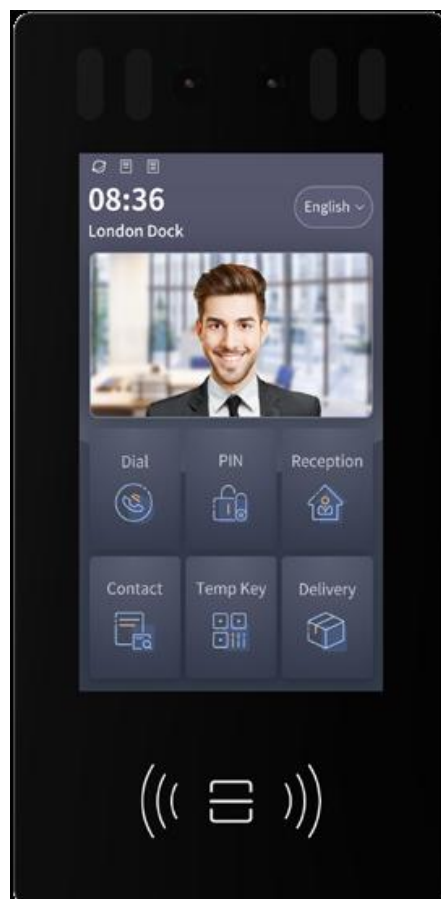 08:36
English
London Dock
Dial PIN Reception
Contact Temp Key Delivery